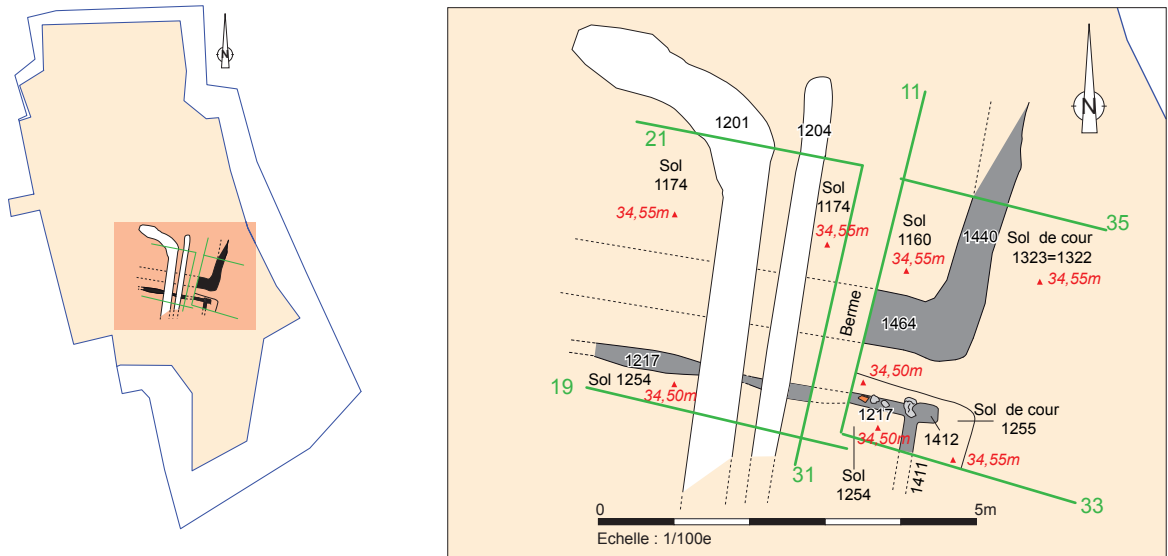 N
11
1201
1204
21
N
Sol
1174
Sol
1174
34,55m
34,55m
Sol
1160
34,55m
1440
35
Sol de cour
1323=1322
34,55m
Berme
1464
1217
Sol 1254
34,50m
34,50m
19
1217
34,50m
Sol de cour
1255
1412
34,55m
Sol
1254
1411
31
33
0
5m
Echelle : 1/100e